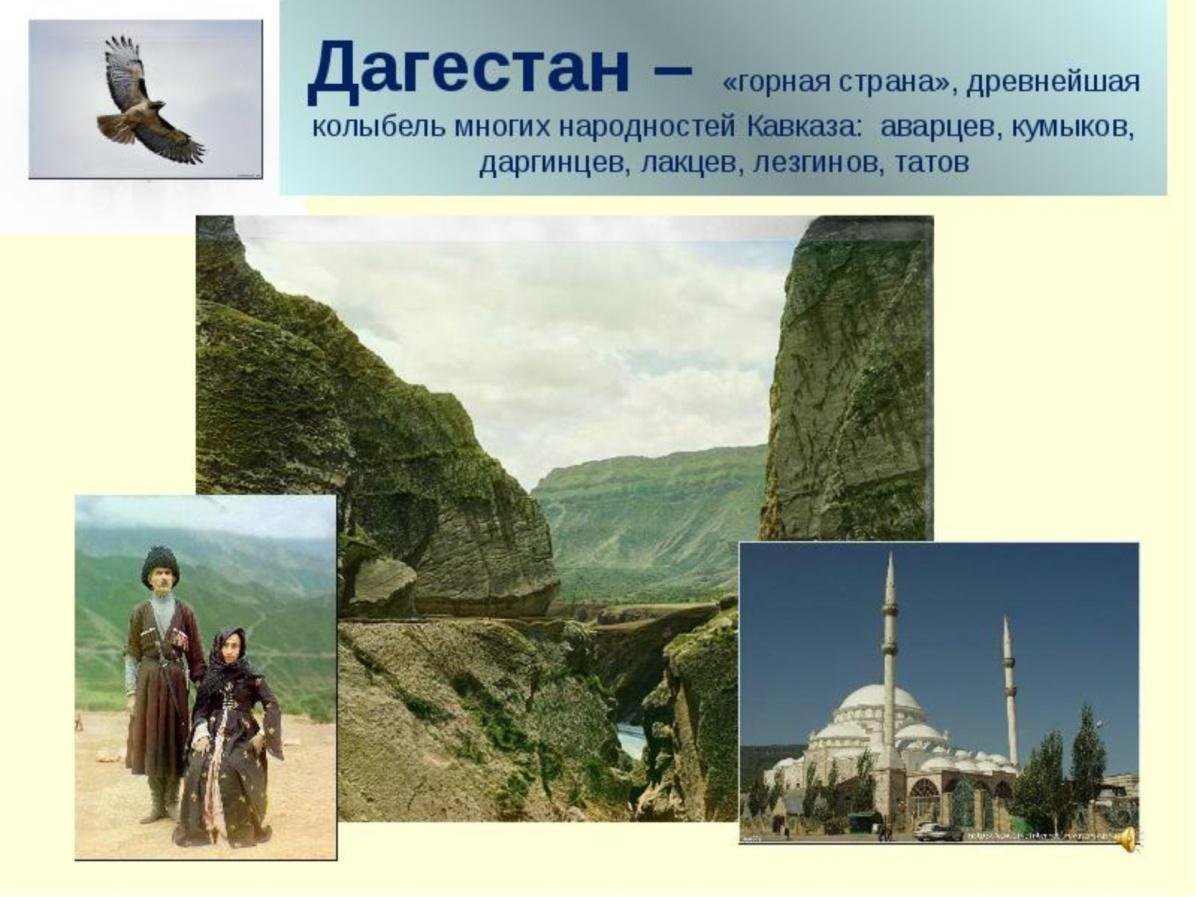 Дагестан – «горная страна», древнейшая
колыбель многих народностей Кавказа: аварцев, кумыков,
даргинцев, лакцев, лезгинов, татов